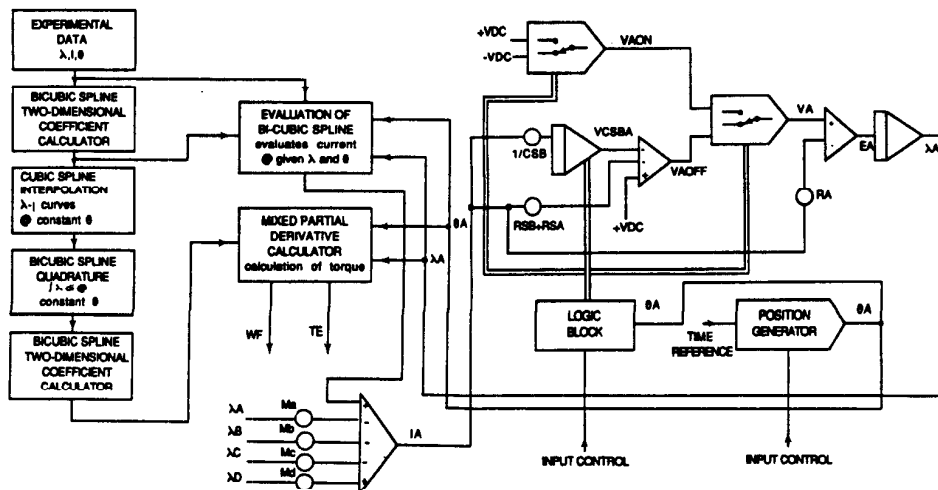 EXPERIMENTAL
DATA
λ,I,θ
BICUBIC SPLINE
TWO-DIMENSIONAL
COEFFICIENT
CALCULATOR
CUBIC SPLINE
INTERPOLATION
λ-I curves
@ constant θ
BICUBIC SPLINE
QUADRATURE
constant θ
BICUBIC SPLINE
TWO-DIMENSIONAL
COEFFICIENT
CALCULATOR
EVALUATION OF
BI-CUBIC SPLINE
evaluates current
@ given λ and θ
MIXED PARTIAL
DERIVATIVE
CALCULATOR
calculation of torque
WF
TE
θA
λA
λA
Ma
λB
Mb
λC
Mc
λD
Md
+
-
-
-
+
IA
+VDC
-VDC
VAON
1/CSB
VCSBA
RSB+RSA
-
-
+
+VDC
VAOFF
VA
RA
EA
λA
LOGIC
BLOCK
θA
TIME
REFERENCE
POSITION
GENERATOR
θA
INPUT CONTROL
INPUT CONTROL